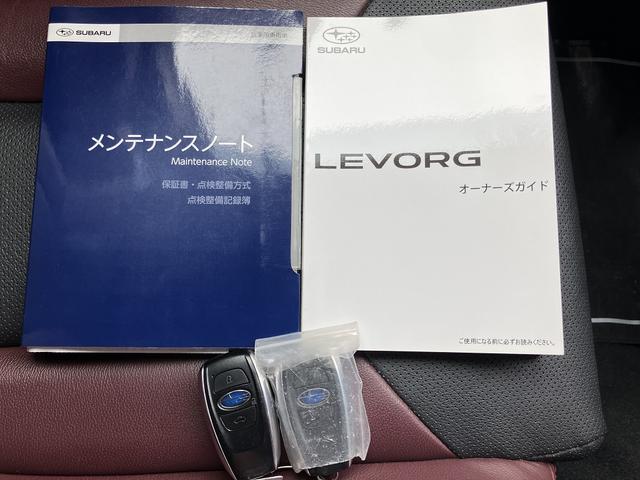 SUBARU
メンテナンスノート
Maintenance Note
保証書・点検整備方式
点検整備記録簿
SUBARU
LEVORG
オーナーズガイド
ご使用になる前に必ずお読みください。